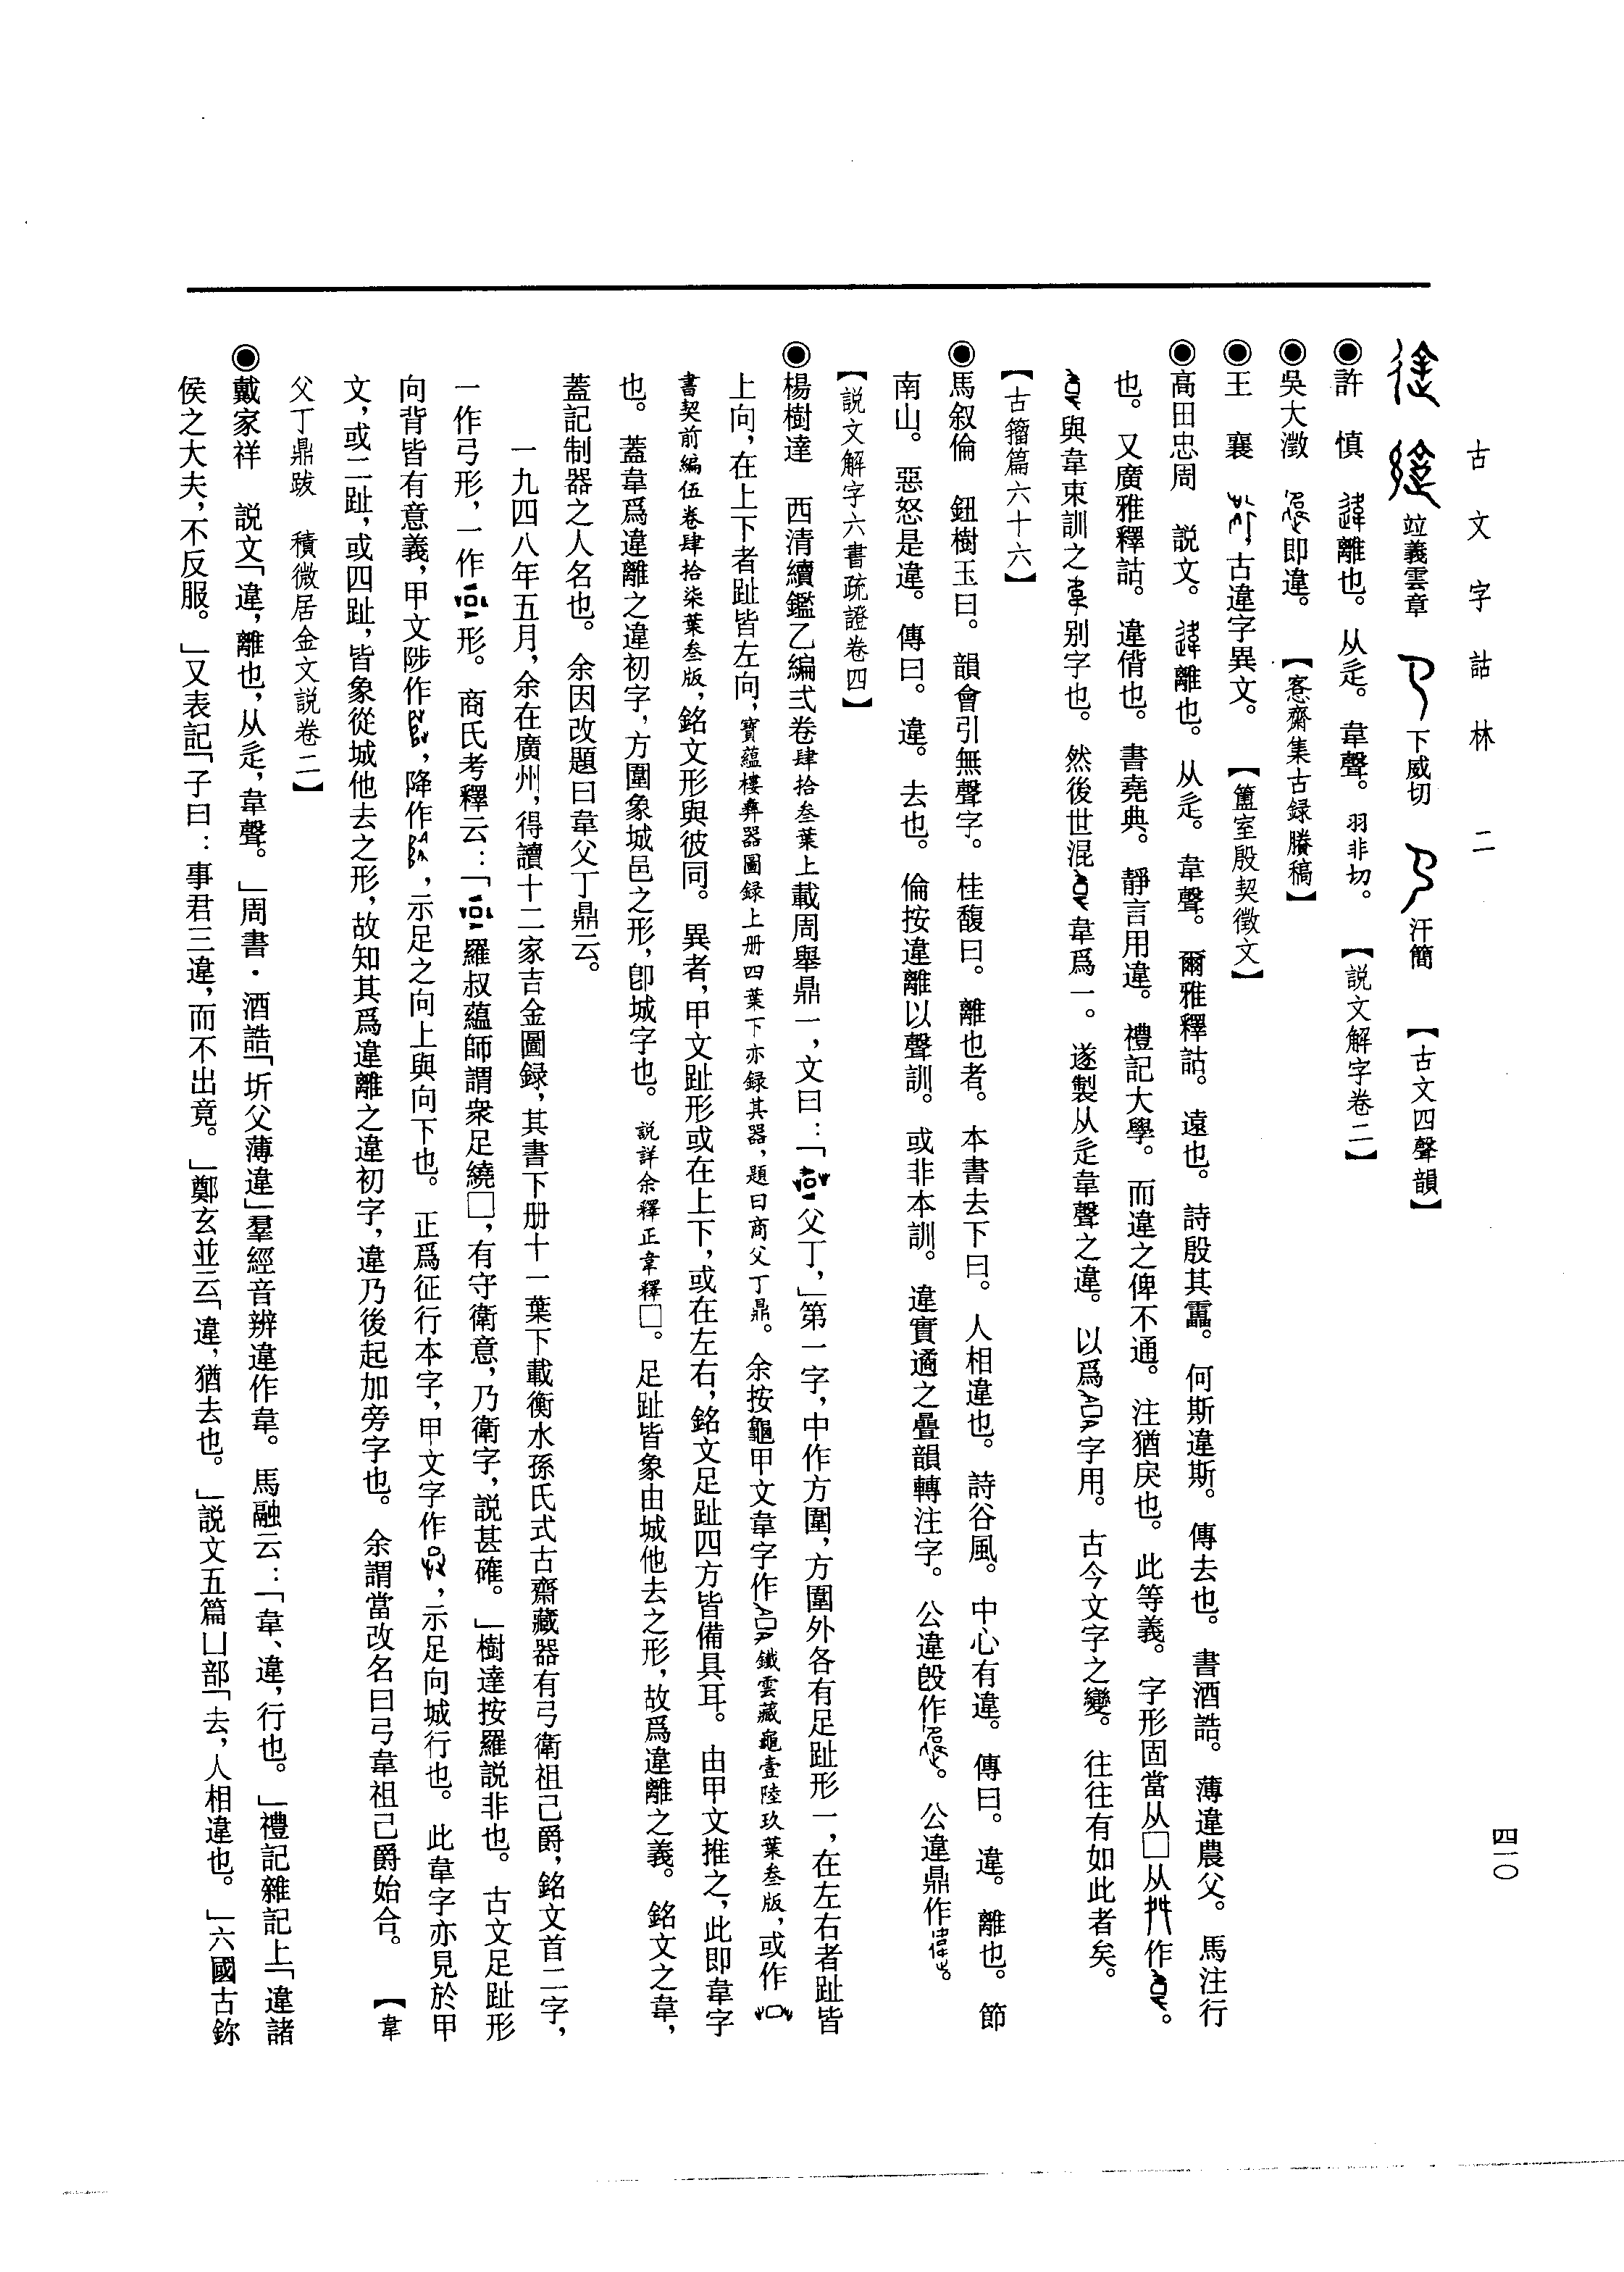 古文字詁林　二
四一〇
竝義雲章　下威切　汗簡　【古文四聲韻】
◉許　慎　離也。从辵。韋聲。羽非切。【説文解字卷二】
◉吳大澂　即違。【愙齋集古録賸稿】
◉王　襄　古違字異文。【簠室殷契徵文】
◉高田忠周　説文。離也。从辵。韋聲。爾雅釋詁。遠也。詩殷其靁。何斯違斯。傳去也。書酒誥。薄違農父。馬注行
也。又廣雅釋詁。違偝也。書堯典。靜言用違。禮記大學。而違之俾不通。注猶戾也。此等義。字形固當从口从作。
與韋束訓之别字也。然後世混韋爲一。遂製从辵韋聲之違。以爲字用。古今文字之變。往往有如此者矣。
【古籀篇六十六】
◉馬叙倫　鈕樹玉曰。韻會引無聲字。桂馥曰。離也者。本書去下曰。人相違也。詩谷風。中心有違。傳曰。違。離也。節
南山。惡怒是違。傳曰。違。去也。倫按違離以聲訓。或非本訓。違實遹之疊韻轉注字。公違𣪘作。公違鼎作。
【説文解字六書疏證卷四】
◉楊樹達　西清續鑑乙編弍卷肆拾叁葉上載周舉鼎一，文曰：「父丁，」第一字，中作方圍，方圍外各有足趾形一，在左右者趾皆
上向，在上下者趾皆左向，寶蘊樓彝器圖録上册四葉下亦録其器，題曰商父丁鼎。余按龜甲文韋字作鐵雲藏龜壹陸玖葉叁版，或作
書契前編伍卷肆拾柒葉叁版，銘文形與彼同。異者，甲文趾形或在上下，或在左右，銘文足趾四方皆備具耳。由甲文推之，此即韋字
也。蓋韋爲違離之違初字，方圍象城邑之形，卽城字也。説詳余釋正韋釋囗。足趾皆象由城他去之形，故爲違離之義。銘文之韋，
蓋記制器之人名也。余因改題曰韋父丁鼎云。
一九四八年五月，余在廣州，得讀十二家吉金圖録，其書下册十一葉下載衡水孫氏式古齋藏器有弓衛祖己爵，銘文首二字，
一作弓形，一作形。商氏考釋云：「羅叔蘊師謂衆足繞囗，有守衛意，乃衛字，説甚確。」樹達按羅説非也。古文足趾形
向背皆有意義，甲文陟作，降作，示足之向上與向下也。正爲征行本字，甲文字作，示足向城行也。此韋字亦見於甲
文，或二趾，或四趾，皆象從城他去之形，故知其爲違離之違初字，違乃後起加旁字也。余謂當改名曰弓韋祖己爵始合。【韋
父丁鼎跋　積微居金文説卷二】
◉戴家祥　説文「違，離也，从辵，韋聲。」周書·酒誥「圻父薄違」羣經音辨違作韋。馬融云：「韋、違，行也。」禮記雜記上「違諸
侯之大夫，不反服。」又表記「子曰：事君三違，而不出竟。」鄭玄並云「違，猶去也。」説文五篇凵部「去，人相違也。」六國古鉨